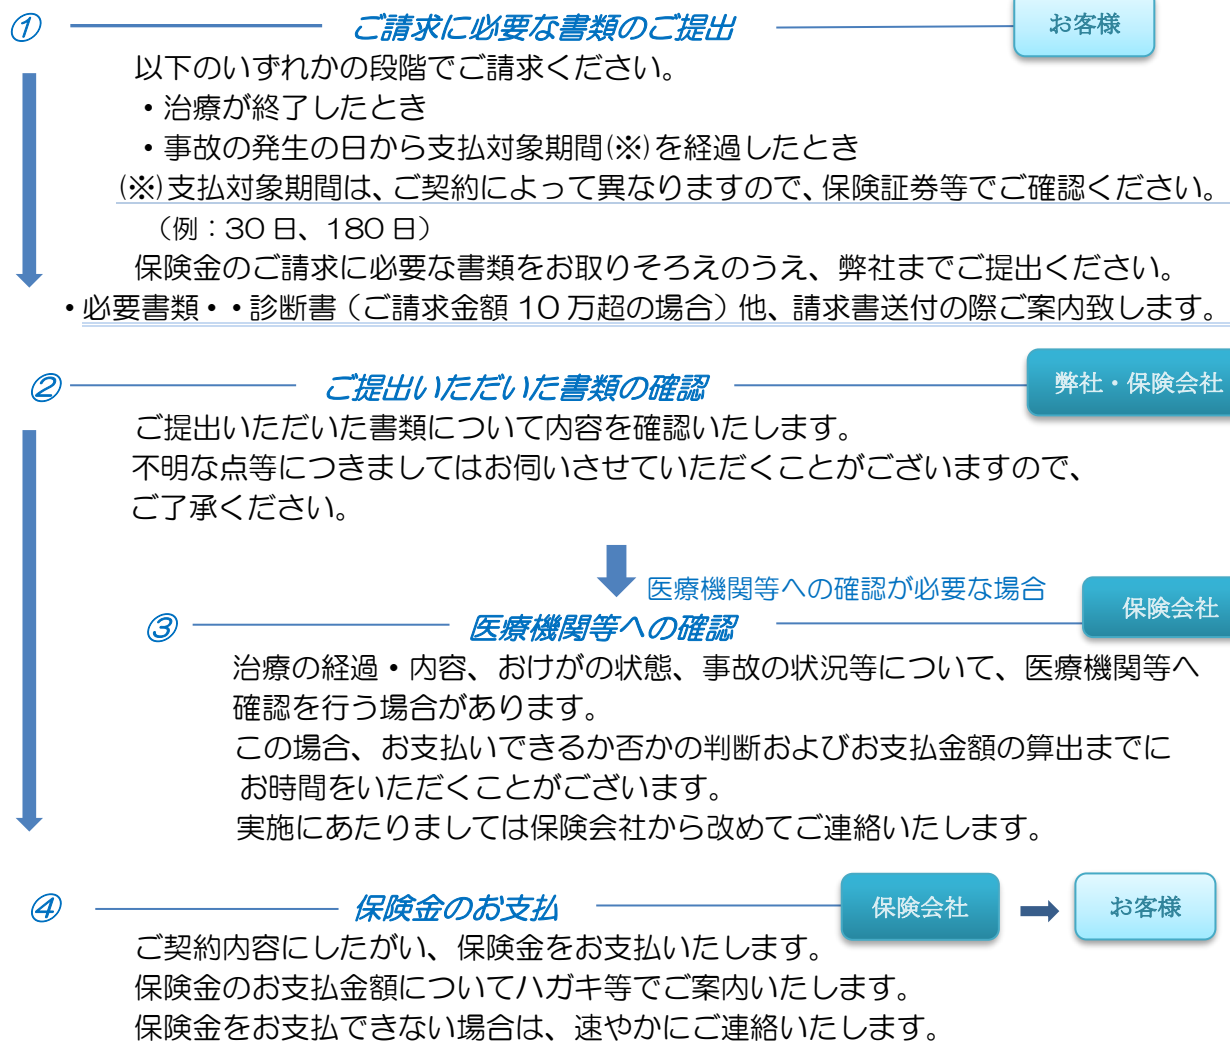 ① ご請求に必要な書類のご提出 お客様
以下のいずれかの段階でご請求ください。
・治療が終了したとき
・事故の発生の日から支払対象期間(※)を経過したとき
(※)支払対象期間は、ご契約によって異なりますので、保険証券等でご確認ください。
（例：30日、180日）
保険金のご請求に必要な書類をお取りそろえのうえ、弊社までご提出ください。
・必要書類・・診断書（ご請求金額 10 万超の場合）他、請求書送付の際ご案内致します。
② ご提出いただいた書類の確認 弊社・保険会社
ご提出いただいた書類について内容を確認いたします。
不明な点等につきましてはお伺いさせていただくことがございますので、
ご了承ください。
医療機関等への確認が必要な場合
③ 医療機関等への確認 保険会社
治療の経過・内容、おけがの状態、事故の状況等について、医療機関等へ
確認を行う場合があります。
この場合、お支払いできるか否かの判断およびお支払金額の算出までに
お時間をいただくことがございます。
実施にあたりましては保険会社から改めてご連絡いたします。
④ 保険金のお支払 保険会社 お客様
ご契約内容にしたがい、保険金をお支払いたします。
保険金のお支払金額についてハガキ等でご案内いたします。
保険金をお支払できない場合は、速やかにご連絡いたします。